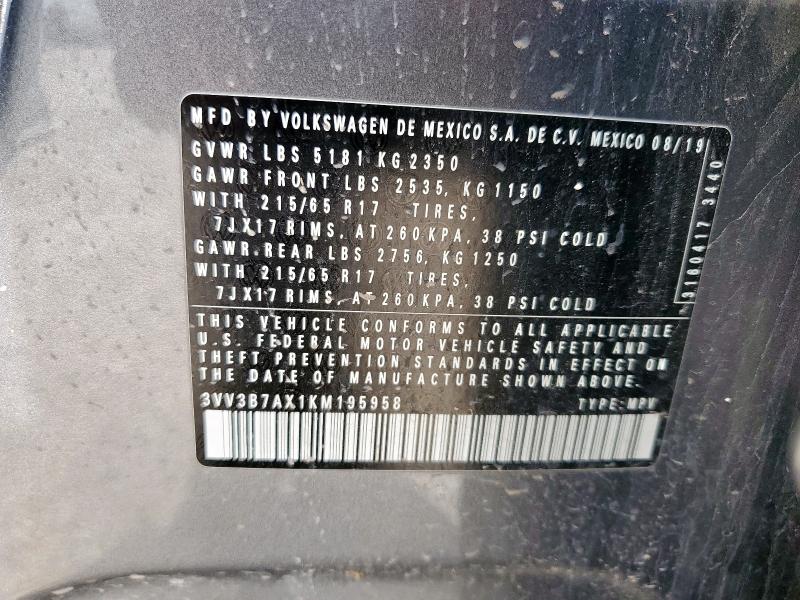 MFD BY VOLKSWAGEN DE MEXICO S.A. DE C.V. MEXICO 08/19
GVWR LBS 5181 KG 2350
GAWR FRONT LBS 2535, KG 1150
WITH 215/65 R17 TIRES,
7JX17 RIMS, AT 260 KPA, 38 PSI COLD
GAWR.REAR LBS 2756, KG 1250
WITH 215/65 R17 TIRES,
7JX17 RIMS, AT 260 KPA, 38 PSI COLD
THIS VEHICLE CONFORMS TO ALL APPLICABLE
U.S. FEDERAL MOTOR VEHICLE SAFETY AND
THEFT PREVENTION STANDARDS IN EFFECT ON
THE DATE OF MANUFACTURE SHOWN ABOVE.
3VV3B7AX1KM195958 TYPE:MPV
3160417 3440